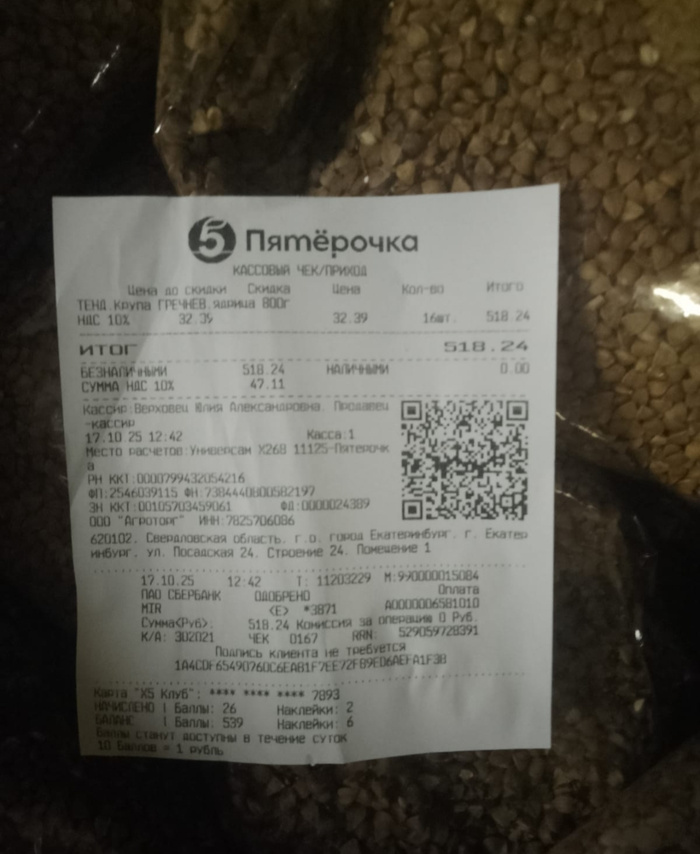 5 Пятёрочка
КАССОВЫЙ ЧЕК/ПРИХОД
Цена до скидки Скидка Цена Кол-во Итого
ТЕНД.Крупа ГРЕЧНЕВ.ядрица 800г
НДС 10% 32.39 32.39 16шт. 518.24
ИТОГ 518.24
БЕЗНАЛИЧНЫМИ 518.24 НАЛИЧНЫМИ 0.00
СУММА НДС 10% 47.11
Кассир:Верховец Юлия Александровна. Продавец
-кассир
17.10.25 12:42 Касса:1
Место расчетов:Универсам X268 11125-Пятерочк
а
РН ККТ:0000799432054216
ФП:2546039115 ФН:7384440800582197
ЗН ККТ:00105703459061 ФД:0000024389
ООО "Агроторг" ИНН:7825706086
620102. Свердловская область. г.о. город Екатеринбург. г. Екатер
инбург. ул. Посадская 24. Строение 24. Помещение 1
17.10.25 12:42 Т: 11203229 М:990000015084
ПАО СБЕРБАНК ОДОБРЕНО Оплата
MIR <E> *3871 A0000006581010
Сумма(Руб): 518.24 Комиссия за операцию 0 Руб.
К/А: 302021 ЧЕК 0167 RRN: 529059728391
Подпись клиента не требуется
1A4CDF65490760C6EAB1F7EE72FB9ED6AEFA1F3B
Карта "X5 Клуб": **** **** **** 7893
НАЧИСЛЕНО | Баллы: 26 Наклейки: 2
БАЛАНС | Баллы: 539 Наклейки: 6
Баллы станут доступны в течение суток
10 Баллов = 1 рубль